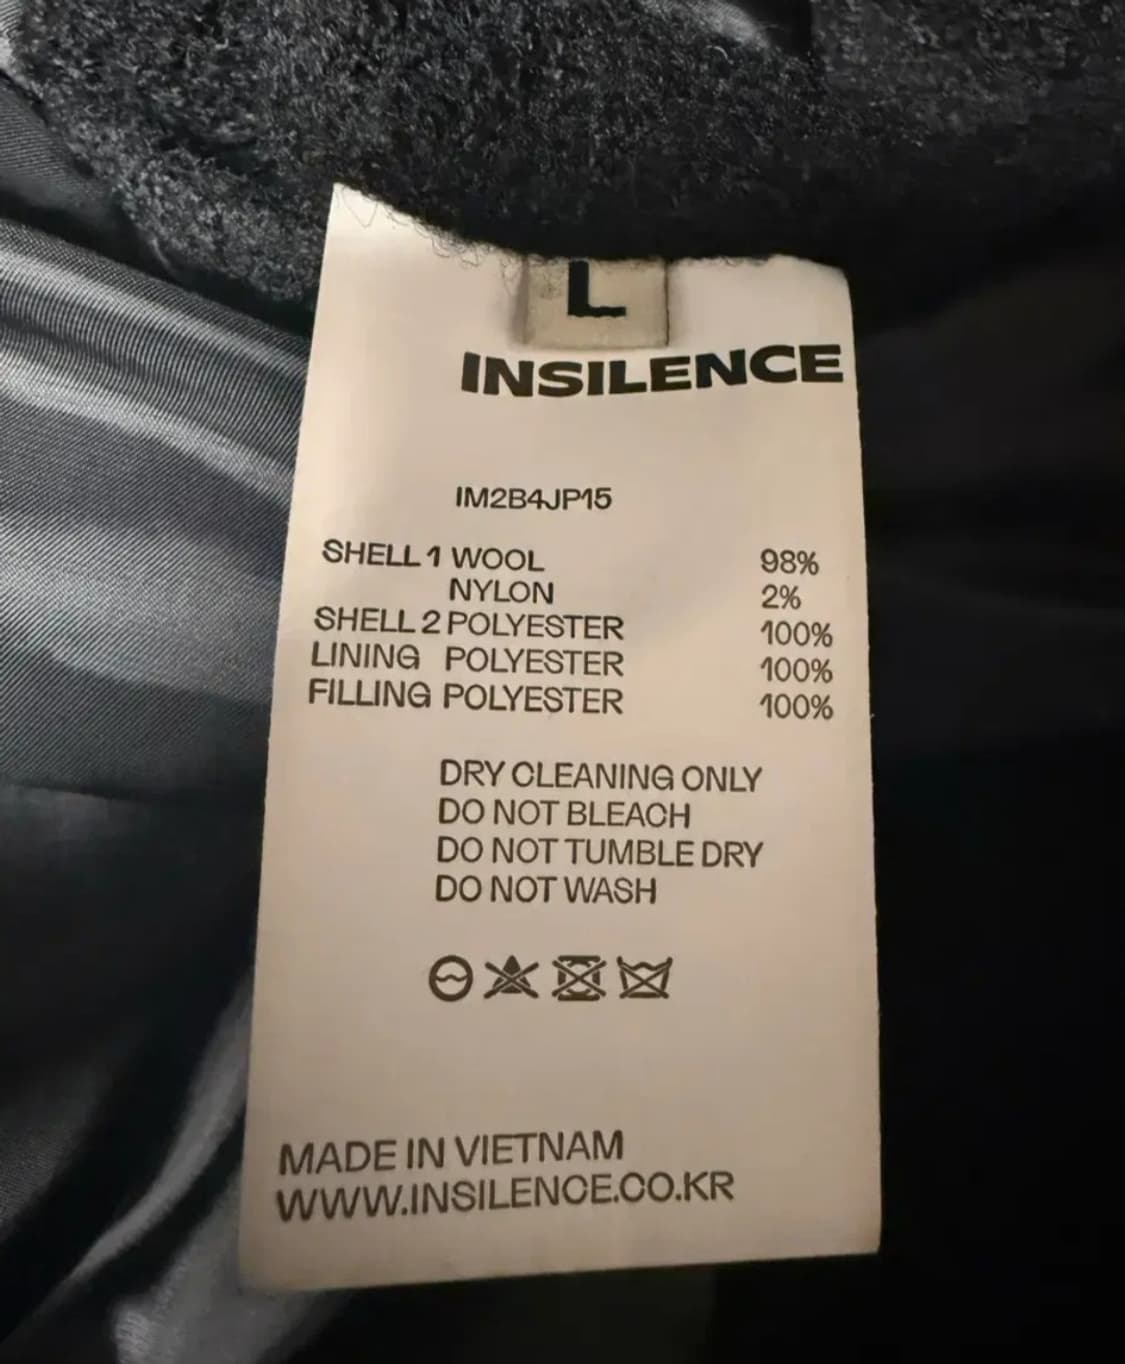 L
INSILENCE
IM2B4JP15
SHELL 1 WOOL 98%
NYLON 2%
SHELL 2 POLYESTER 100%
LINING POLYESTER 100%
FILLING POLYESTER 100%
DRY CLEANING ONLY
DO NOT BLEACH
DO NOT TUMBLE DRY
DO NOT WASH
MADE IN VIETNAM
WWW.INSILENCE.CO.KR